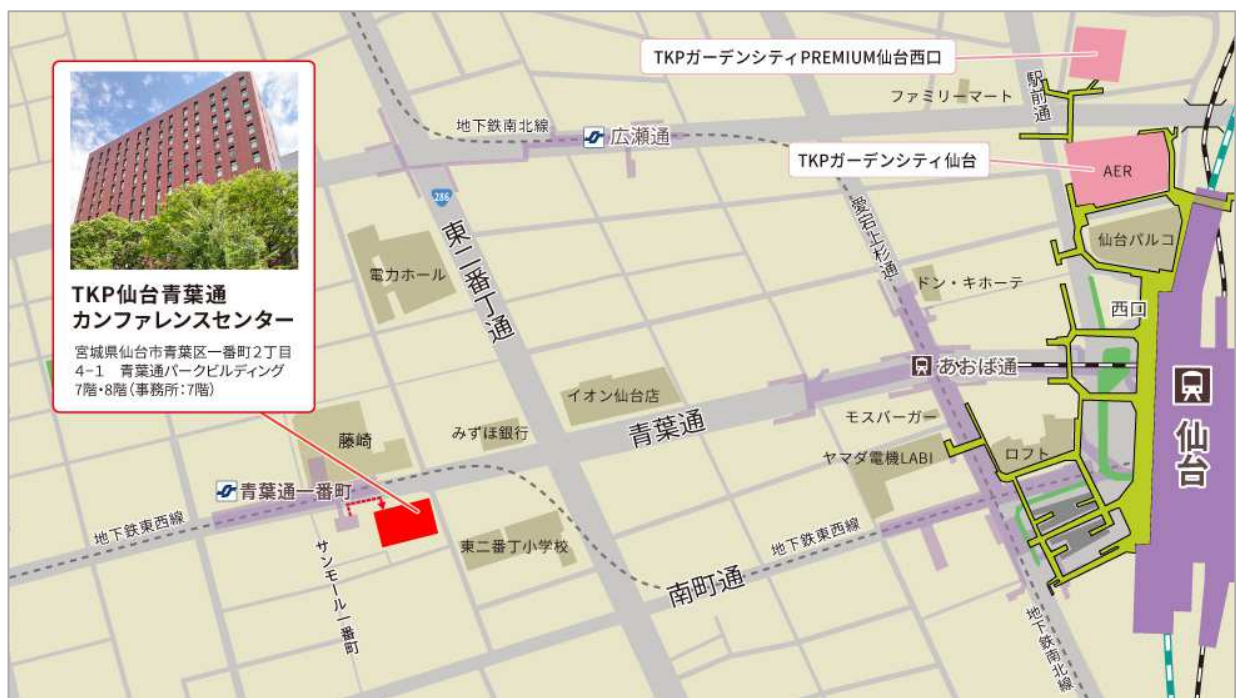 TKPガーデンシティPREMIUM仙台西口
ファミリーマート
駅前通
地下鉄南北線
広瀬通
TKPガーデンシティ仙台
AER
286
東二番丁通
愛宕上杉通
仙台パルコ
電力ホール
ドン・キホーテ
西口
TKP仙台青葉通
カンファレンスセンター
宮城県仙台市青葉区一番町2丁目
4-1 青葉通パークビルディング
7階・8階(事務所:7階)
あおば通
イオン仙台店
青葉通
モスバーガー
仙台
藤崎
みずほ銀行
ヤマダ電機LABI
ロフト
青葉通一番町
地下鉄東西線
サンモール一番町
東二番丁小学校
地下鉄東西線
南町通
地下鉄南北線